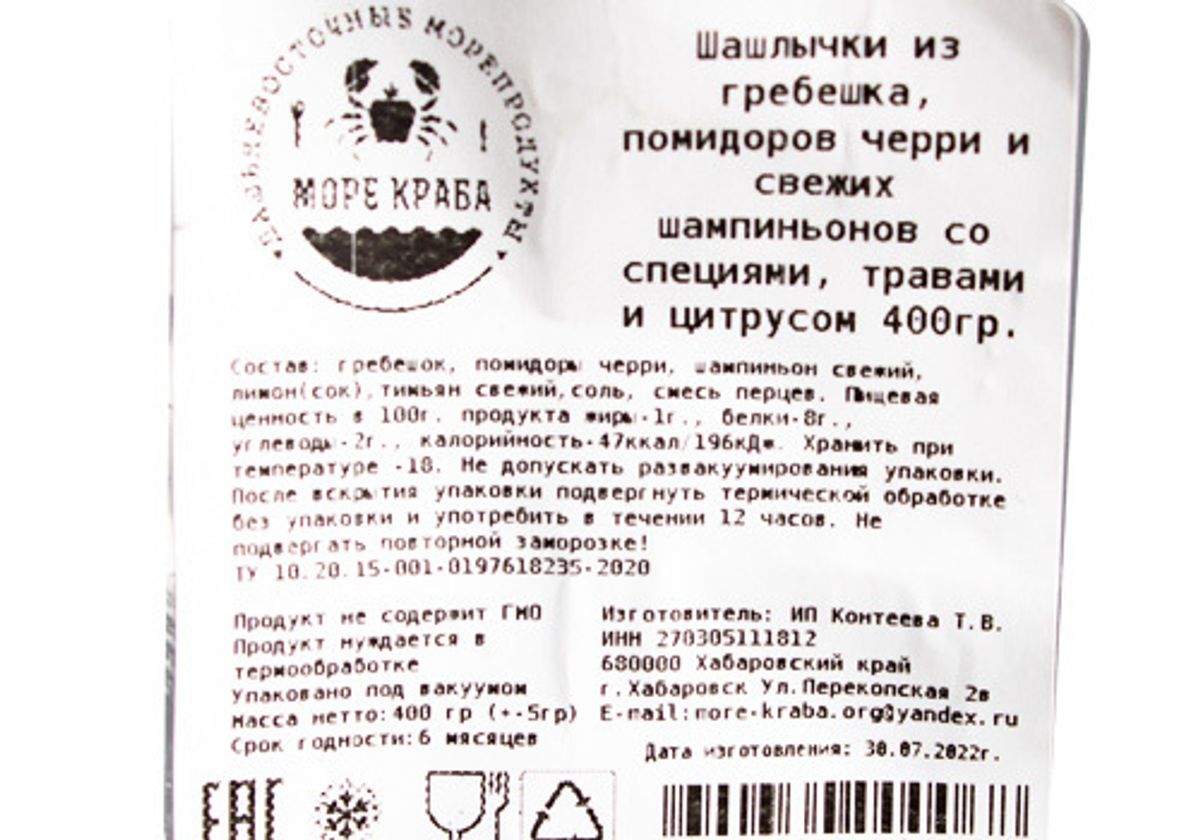 ДАЛЬНЕВОСТОЧНЫЕ МОРЕПРОДУКТЫ
МОРЕ КРАБА
Шашлычки из
гребешка,
помидоров черри и
свежих
шампиньонов со
специями, травами
и цитрусом 400гр.
Состав: гребешок, помидоры черри, шампиньон свежий,
лимон(сок),тимьян свежий,соль, смесь перцев. Пищевая
ценность в 100г. продукта жиры-1г., белки-8г.,
углеводы-2г., калорийность-47ккал/196кДж. Хранить при
температуре -18. Не допускать развакуумирования упаковки.
После вскрытия упаковки подвергнуть термической обработке
без упаковки и употребить в течении 12 часов. Не
подвергать повторной заморозке!
ТУ 10.20.15-001-0197618235-2020
Продукт не содержит ГМО
Продукт нуждается в
термообработке
Упаковано под вакуумом
масса нетто:400 гр (+-5гр)
Срок годности:6 месяцев
Изготовитель: ИП Контеева Т.В.
ИНН 270305111812
680000 Хабаровский край
г.Хабаровск Ул.Перекопская 2в
E-mail:more-kraba.org@yandex.ru
Дата изготовления: 30.07.2022г.
EAC